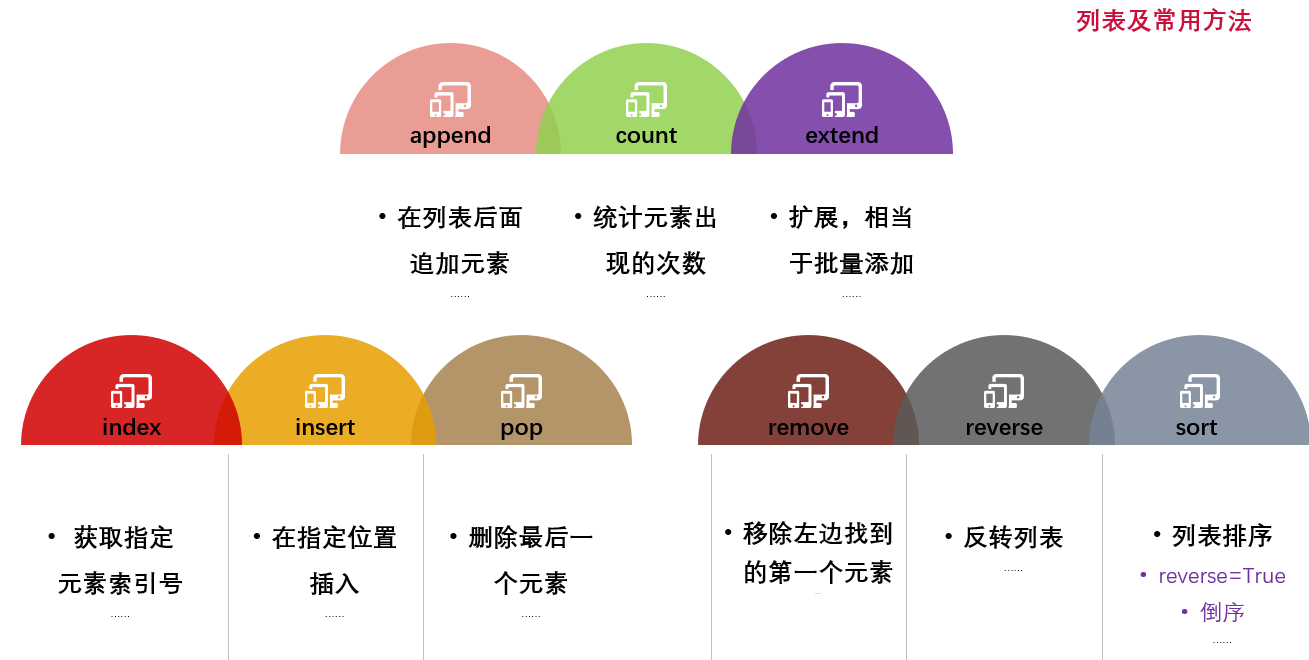 列表及常用方法
append
count
extend
• 在列表后面
追加元素
......
• 统计元素出
现的次数
......
• 扩展，相当
于批量添加
......
index
insert
pop
remove
reverse
sort
• 获取指定
元素索引号
......
• 在指定位置
插入
......
• 删除最后一
个元素
......
• 移除左边找到
的第一个元素
......
• 反转列表
......
• 列表排序
• reverse=True
• 倒序
......